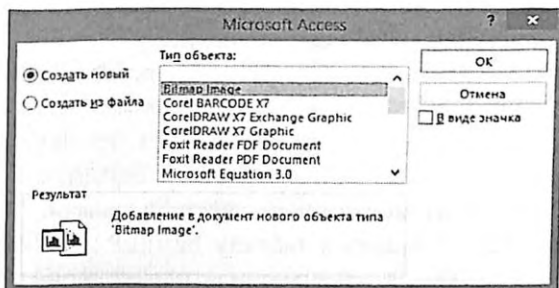 Microsoft Access
? ×
Тип объекта:
Создать новый
Создать из файла
Bitmap Image
Corel BARCODE X7
CorelDRAW X7 Exchange Graphic
CorelDRAW X7 Graphic
Foxit Reader FDF Document
Foxit Reader PDF Document
Microsoft Equation 3.0
OK
Отмена
В виде значка
Результат
Добавление в документ нового объекта типа
'Bitmap Image'.